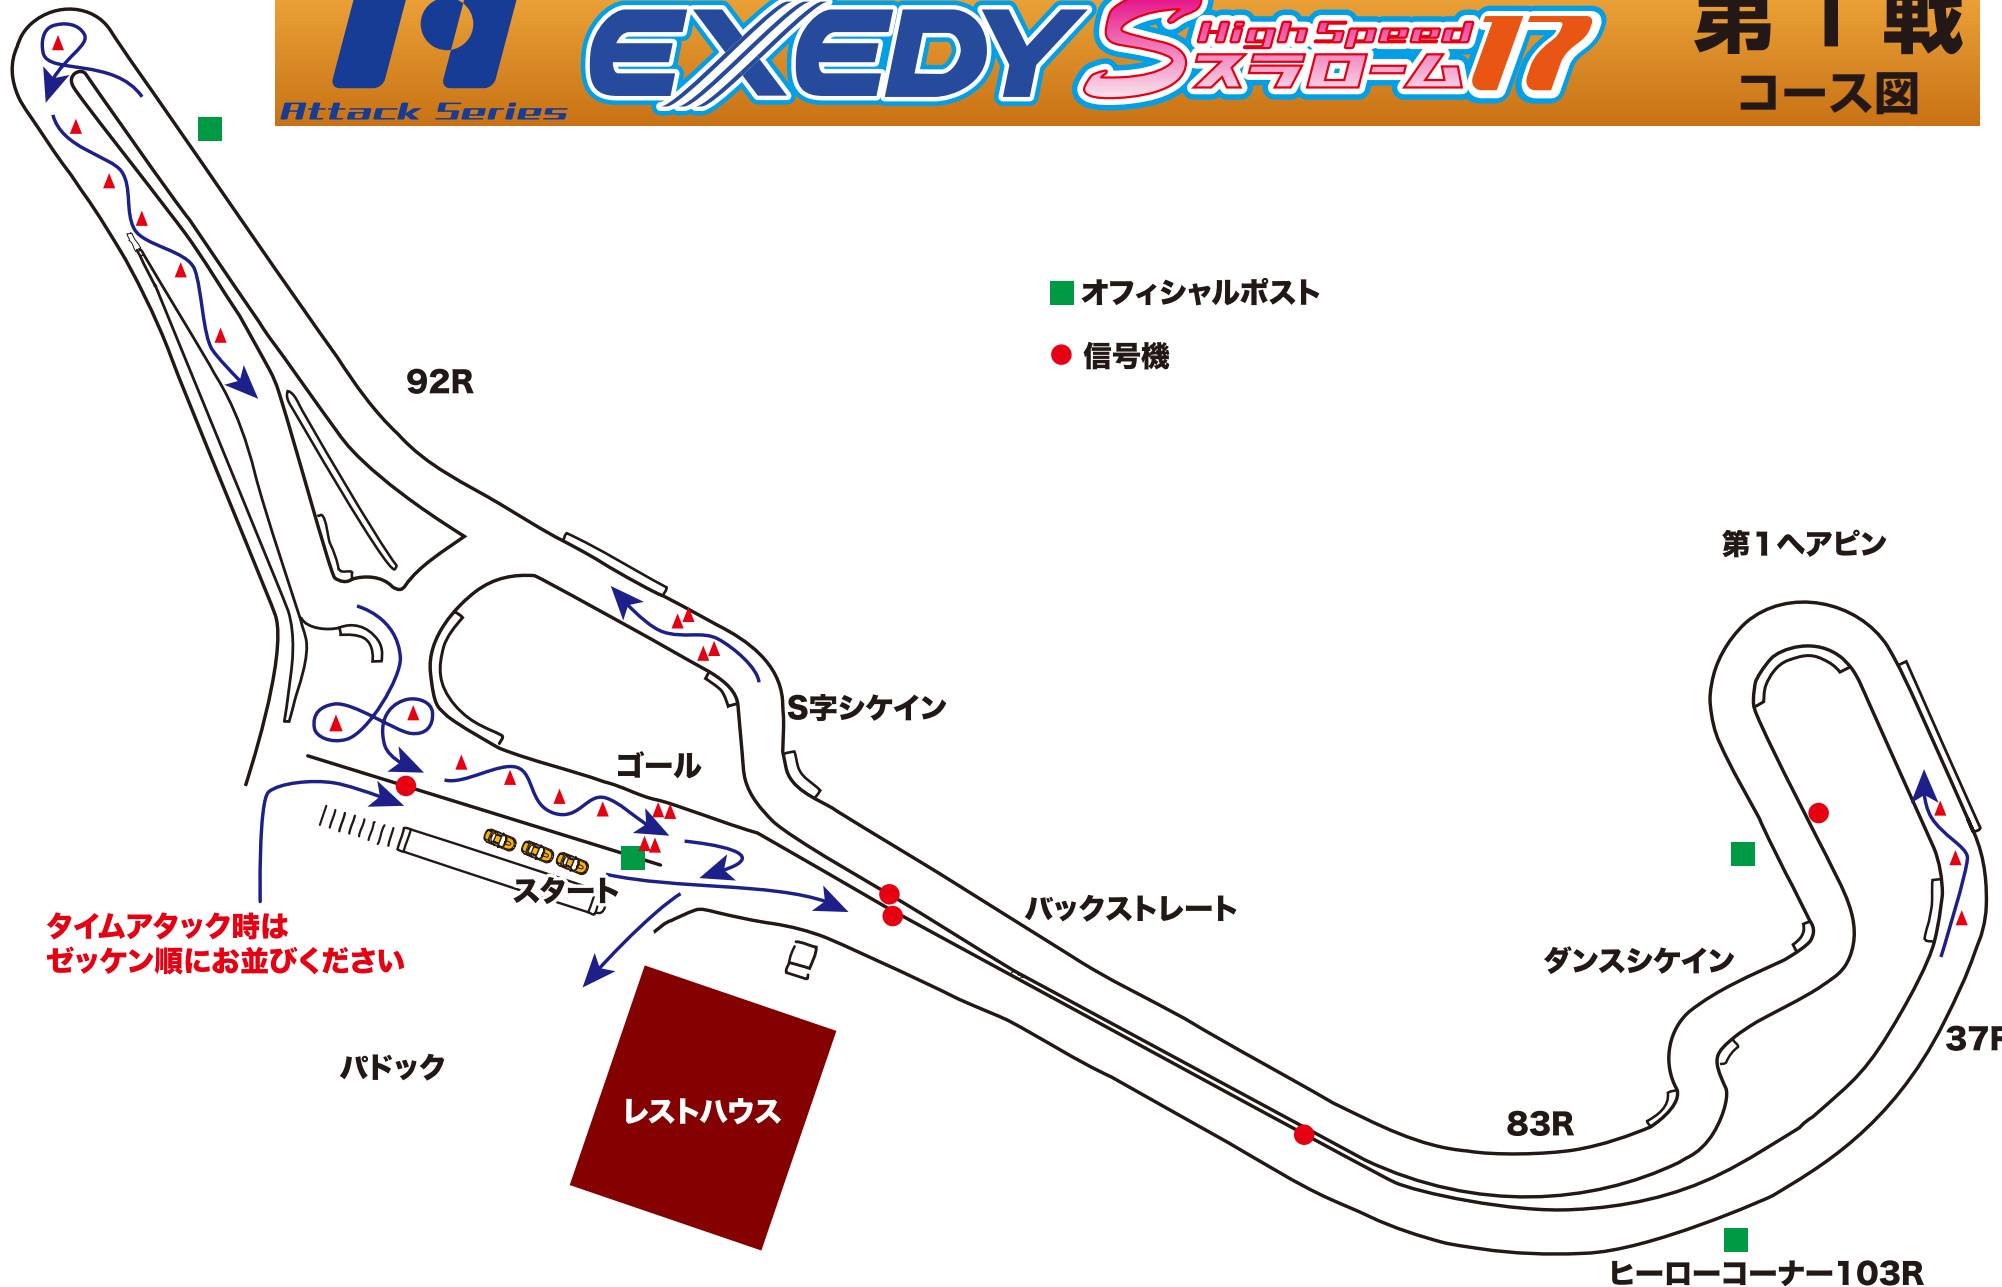 Attack Series
EXEDY
High Speed
スラローム17
第1戦
コース図
オフィシャルポスト
信号機
92R
第1ヘアピン
S字シケイン
ゴール
スタート
バックストレート
ダンスシケイン
タイムアタック時は
ゼッケン順にお並びください
37R
パドック
レストハウス
83R
ヒーローコーナー103R